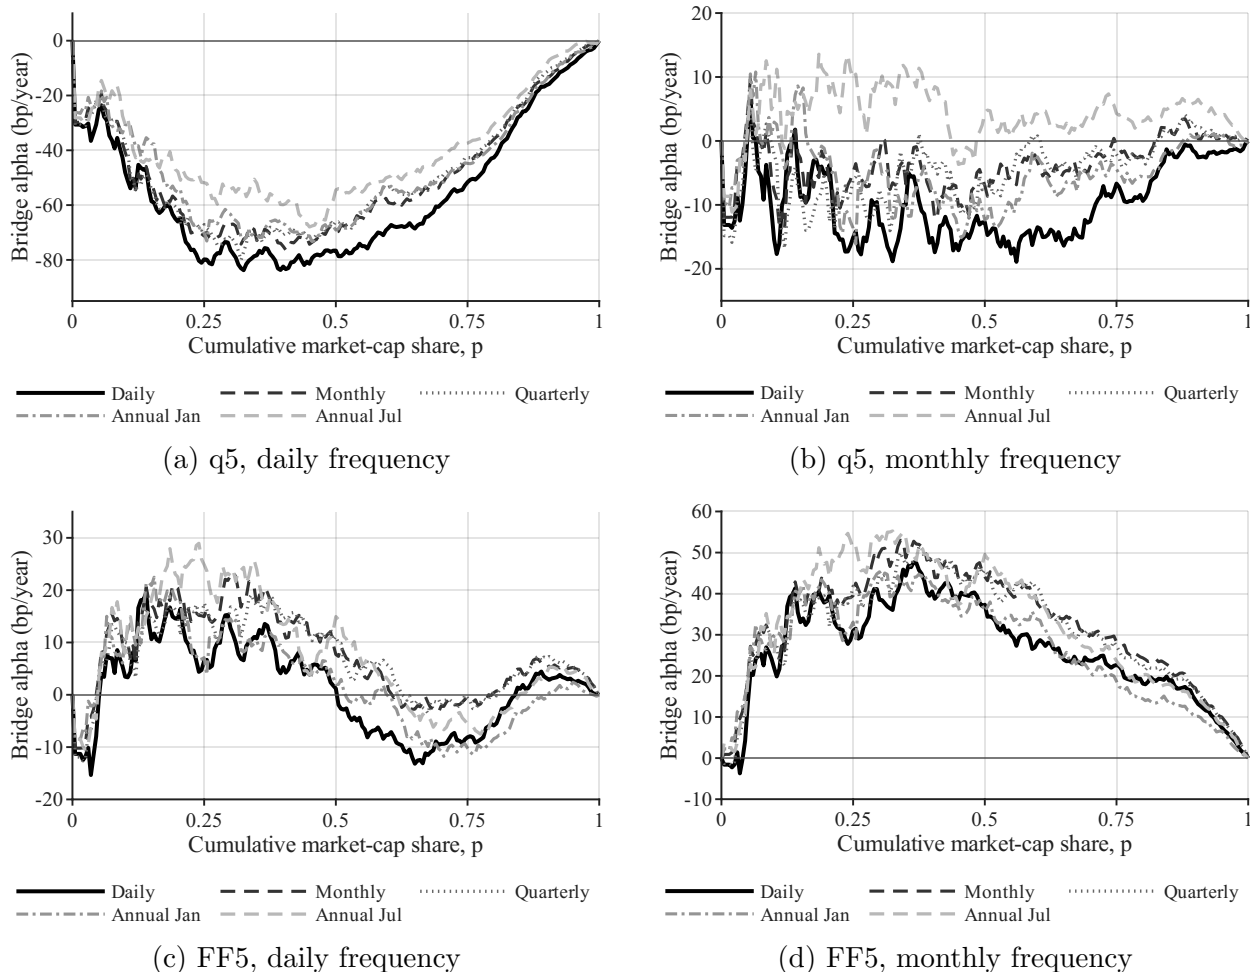 0
-20
-40
-60
-80
Bridge alpha (bp/year)
0 0.25 0.5 0.75 1
Cumulative market-cap share, p
Daily Monthly Quarterly
Annual Jan Annual Jul
(a) q5, daily frequency
20
10
0
-10
-20
Bridge alpha (bp/year)
0 0.25 0.5 0.75 1
Cumulative market-cap share, p
Daily Monthly Quarterly
Annual Jan Annual Jul
(b) q5, monthly frequency
30
20
10
0
-10
-20
Bridge alpha (bp/year)
0 0.25 0.5 0.75 1
Cumulative market-cap share, p
Daily Monthly Quarterly
Annual Jan Annual Jul
(c) FF5, daily frequency
60
50
40
30
20
10
0
-10
Bridge alpha (bp/year)
0 0.25 0.5 0.75 1
Cumulative market-cap share, p
Daily Monthly Quarterly
Annual Jan Annual Jul
(d) FF5, monthly frequency